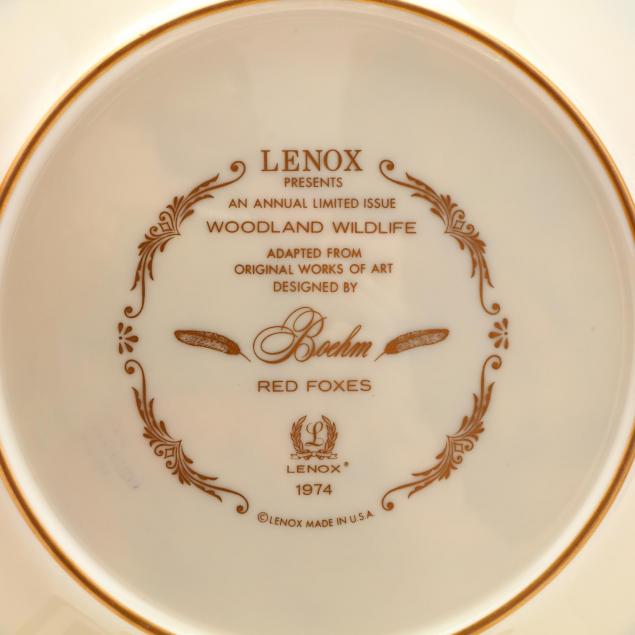 LENOX
PRESENTS
AN ANNUAL LIMITED ISSUE
WOODLAND WILDLIFE
ADAPTED FROM
ORIGINAL WORKS OF ART
DESIGNED BY
Boehm
RED FOXES
L
LENOX®
1974
©LENOX MADE IN U.S.A.